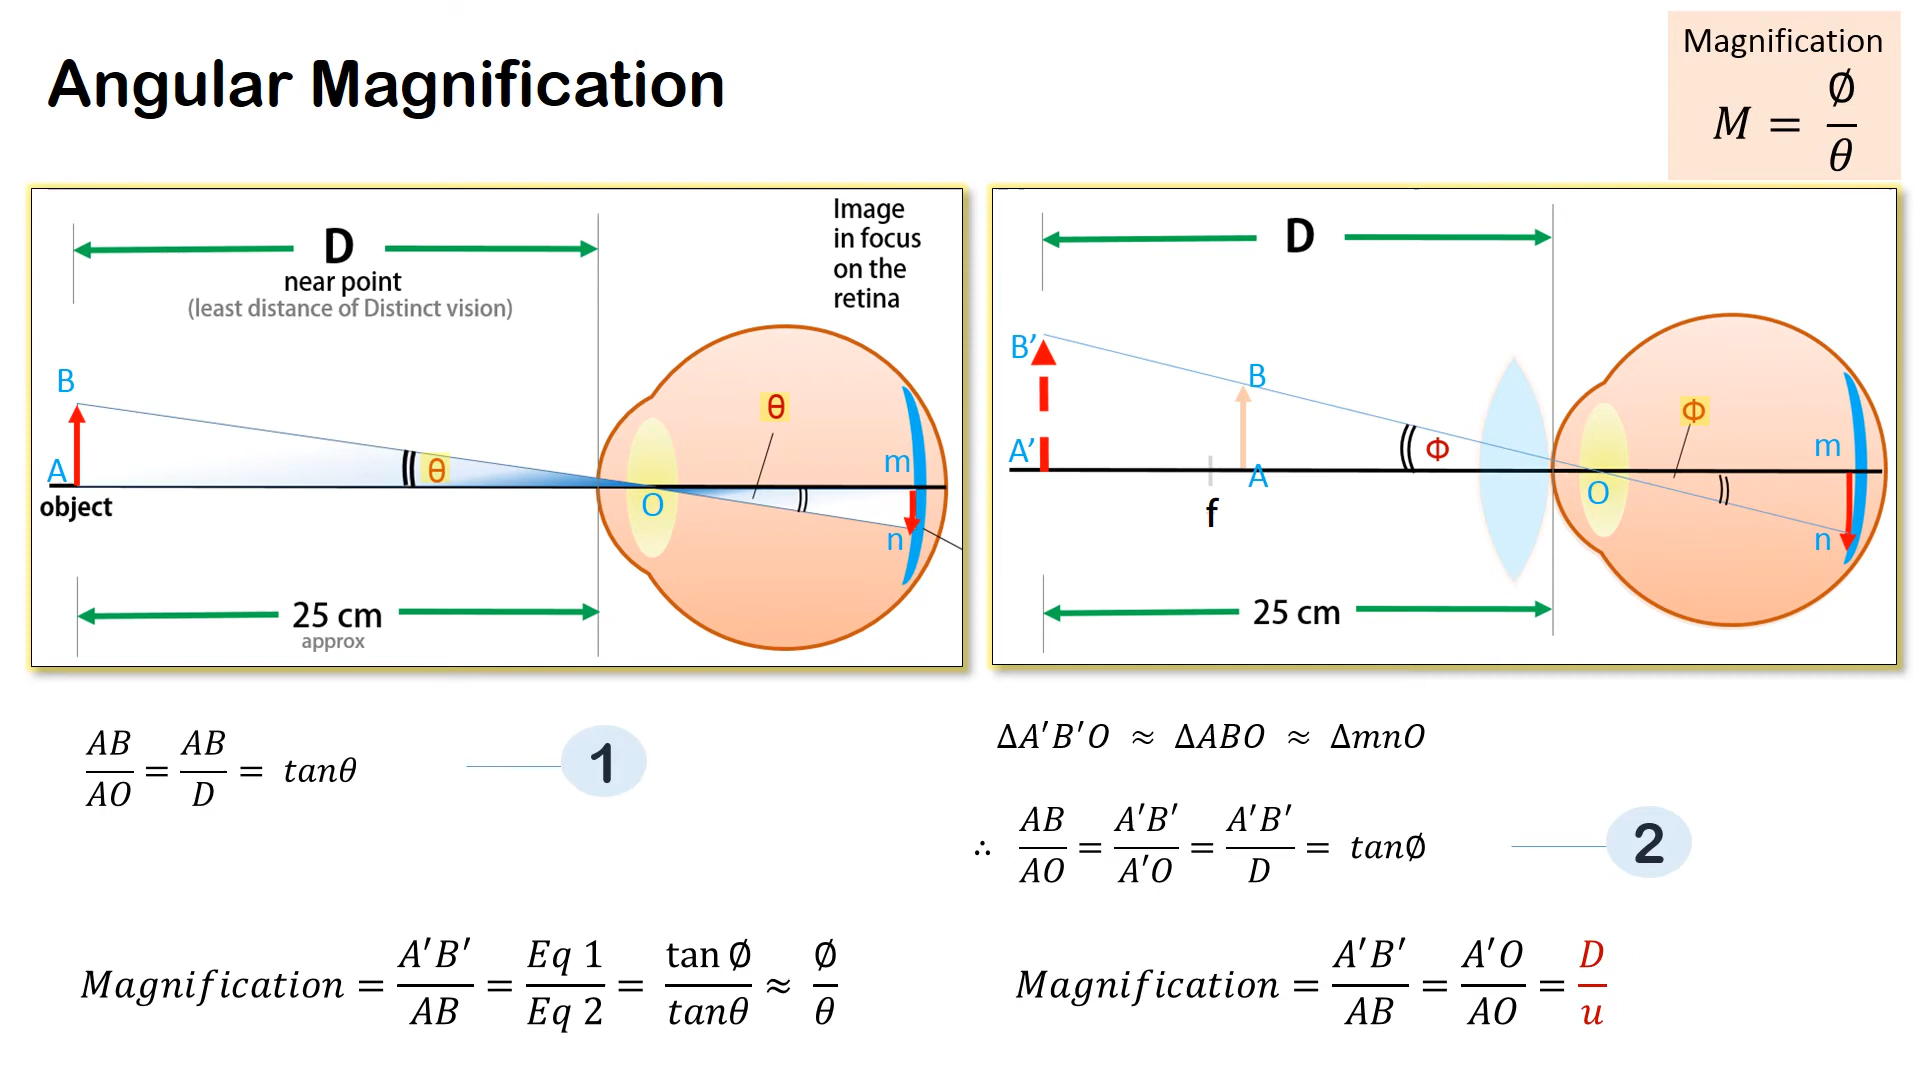 Angular Magnification
Magnification
M = ∅/θ
D
near point
(least distance of Distinct vision)
Image
in focus
on the
retina
B
A
object
θ
θ
O
m
n
25 cm
approx
D
B'
A'
B
A
f
Φ
Φ
O
m
n
25 cm
AB/AO = AB/D = tanθ
1
ΔA'B'O ≈ ΔABO ≈ ΔmnO
∴ AB/AO = A'B'/A'O = A'B'/D = tan∅
2
Magnification = A'B'/AB = Eq 1/Eq 2 = tan ∅/tanθ ≈ ∅/θ
Magnification = A'B'/AB = A'O/AO = D/u